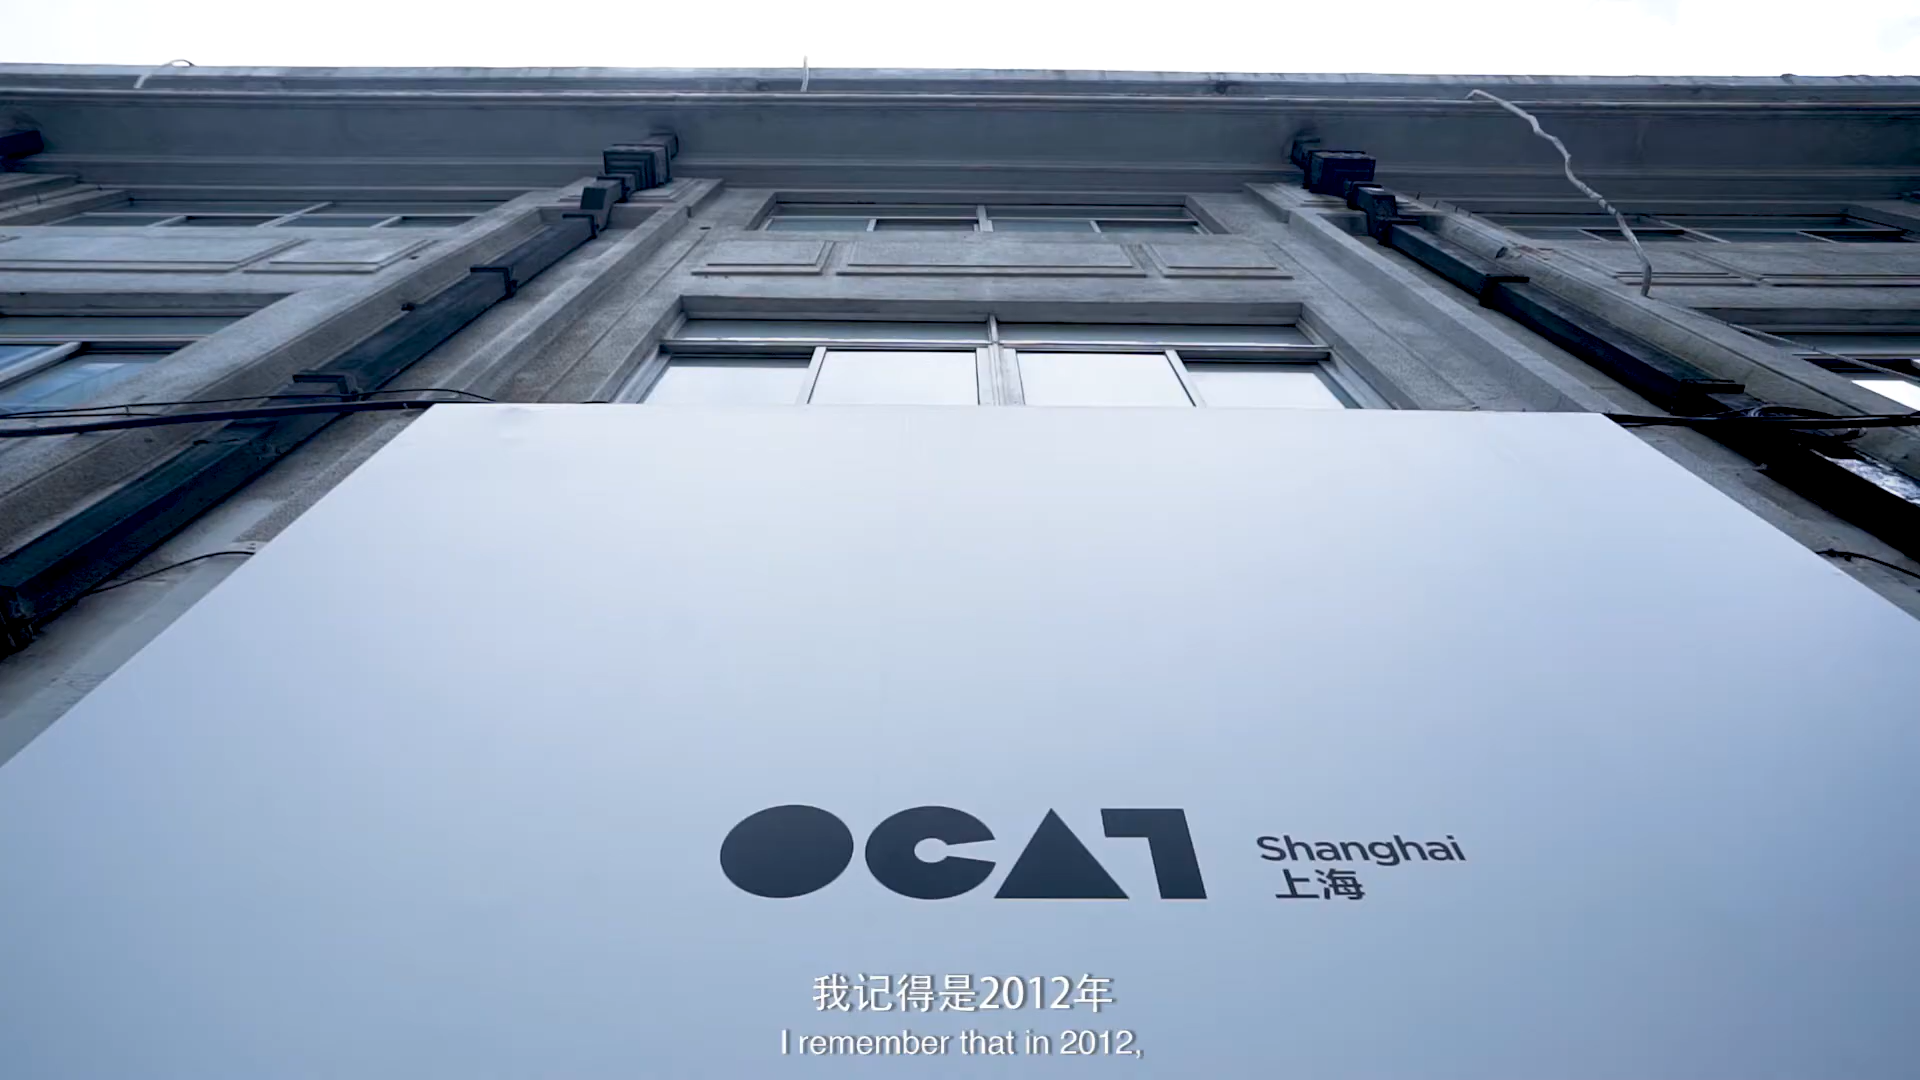 OCAT
Shanghai
上海
我记得是2012年
I remember that in 2012,